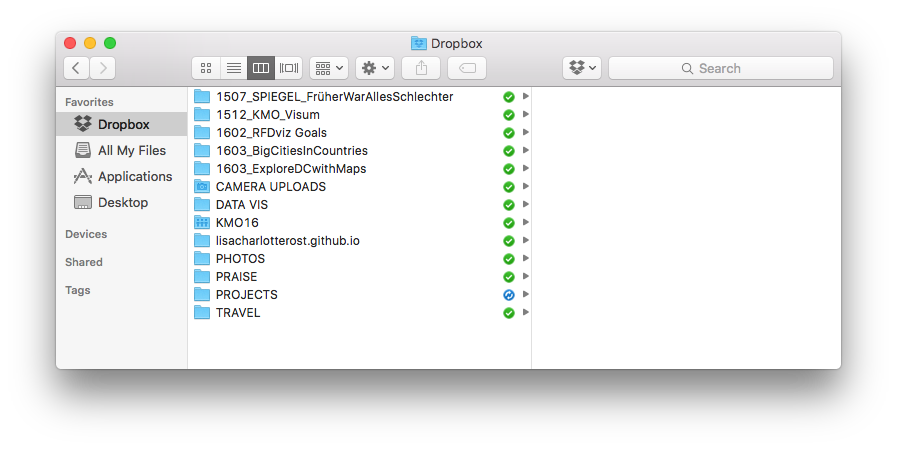 Dropbox
Search
Favorites
Dropbox
All My Files
Applications
Desktop
Devices
Shared
Tags
1507_SPIEGEL_FrüherWarAllesSchlechter
1512_KMO_Visum
1602_RFDviz Goals
1603_BigCitiesInCountries
1603_ExploreDCwithMaps
CAMERA UPLOADS
DATA VIS
KMO16
lisacharlotterost.github.io
PHOTOS
PRAISE
PROJECTS
TRAVEL